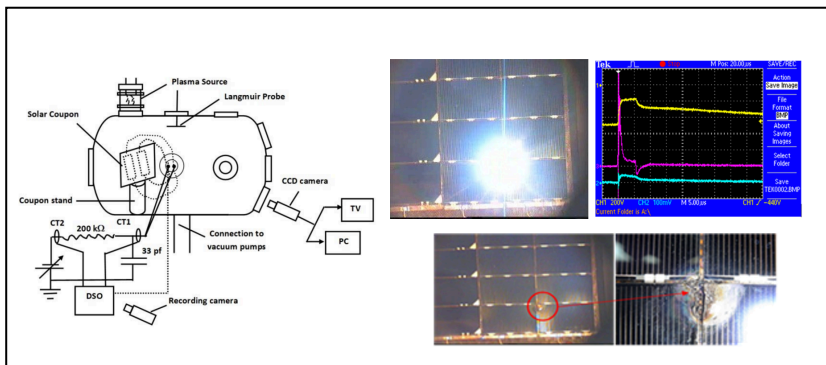 Plasma Source
Langmuir Probe
Solar Coupon
Coupon stand
CCD camera
TV
PC
CT2
200 kΩ
CT1
33 pf
Connection to
vacuum pumps
DSO
Recording camera
Tek
M Pos: 20.00µs
SAVE/REC
Action
Save Image
File
Format
BMP
About
Saving
Images
Select
Folder
Save
TEK0002.BMP
CH1 200V
CH2 100mV
M 5.00µs
CH1
-440V
Current Folder is A:\